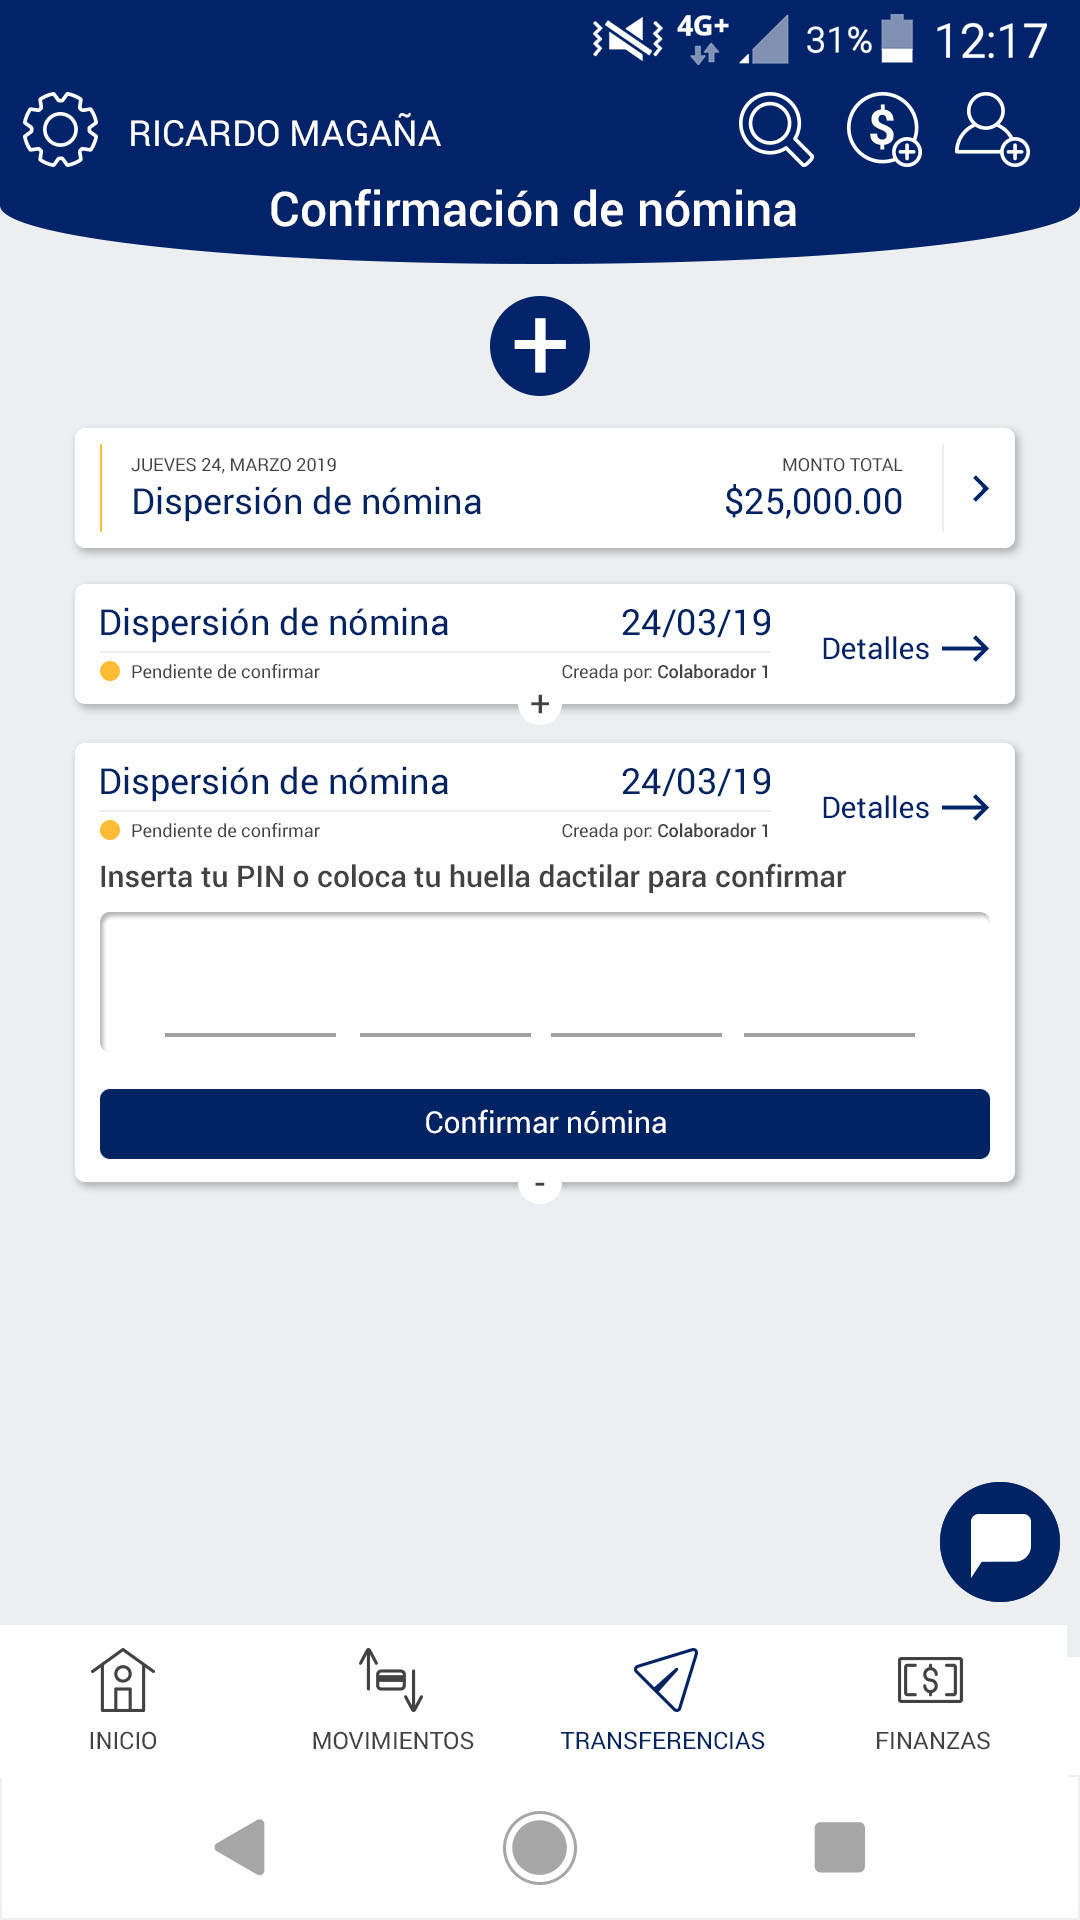 4G+ 31% 12:17
RICARDO MAGAÑA
Confirmación de nómina
JUEVES 24, MARZO 2019 MONTO TOTAL
Dispersión de nómina $25,000.00
Dispersión de nómina 24/03/19
Detalles
Pendiente de confirmar Creada por: Colaborador 1
+
Dispersión de nómina 24/03/19
Detalles
Pendiente de confirmar Creada por: Colaborador 1
Inserta tu PIN o coloca tu huella dactilar para confirmar
Confirmar nómina
-
INICIO MOVIMIENTOS TRANSFERENCIAS FINANZAS